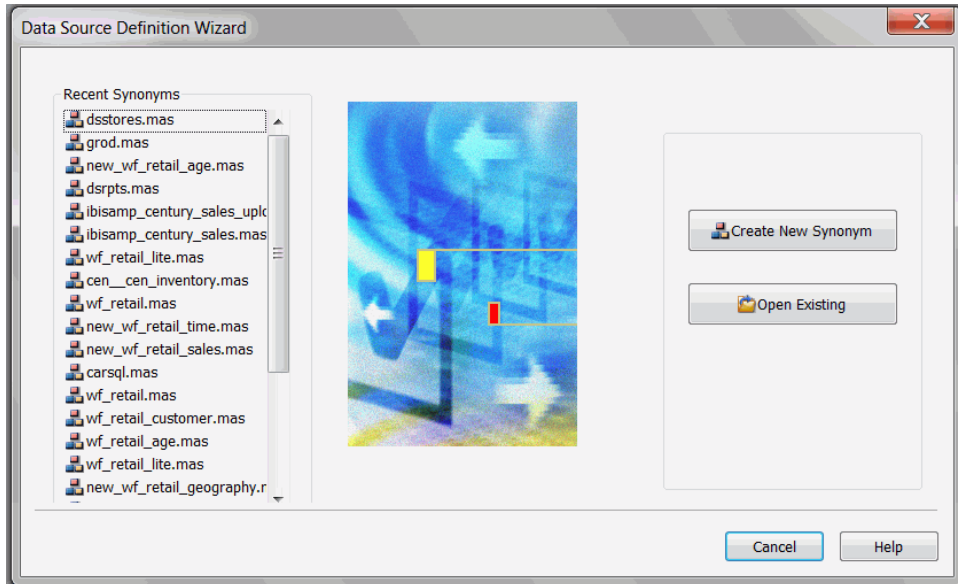 Data Source Definition Wizard
Recent Synonyms
dsstores.mas
grod.mas
new_wf_retail_age.mas
dsrpts.mas
ibisamp_century_sales_uplc
ibisamp_century_sales.mas
wf_retail_lite.mas
cen__cen_inventory.mas
wf_retail.mas
new_wf_retail_time.mas
new_wf_retail_sales.mas
carsql.mas
wf_retail.mas
wf_retail_customer.mas
wf_retail_age.mas
wf_retail_lite.mas
new_wf_retail_geography.r
Create New Synonym
Open Existing
Cancel
Help